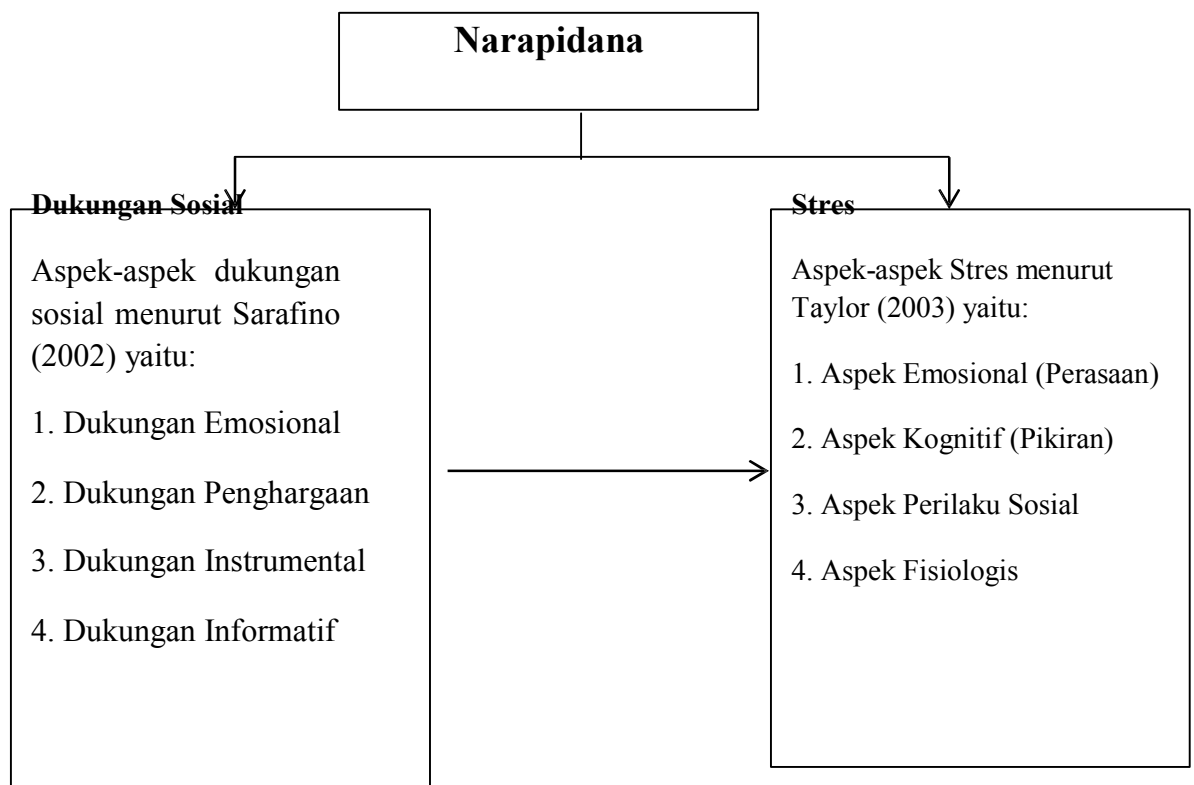 Narapidana
Dukungan Sosial
Aspek-aspek dukungan
sosial menurut Sarafino
(2002) yaitu:
1. Dukungan Emosional
2. Dukungan Penghargaan
3. Dukungan Instrumental
4. Dukungan Informatif
Stres
Aspek-aspek Stres menurut
Taylor (2003) yaitu:
1. Aspek Emosional (Perasaan)
2. Aspek Kognitif (Pikiran)
3. Aspek Perilaku Sosial
4. Aspek Fisiologis